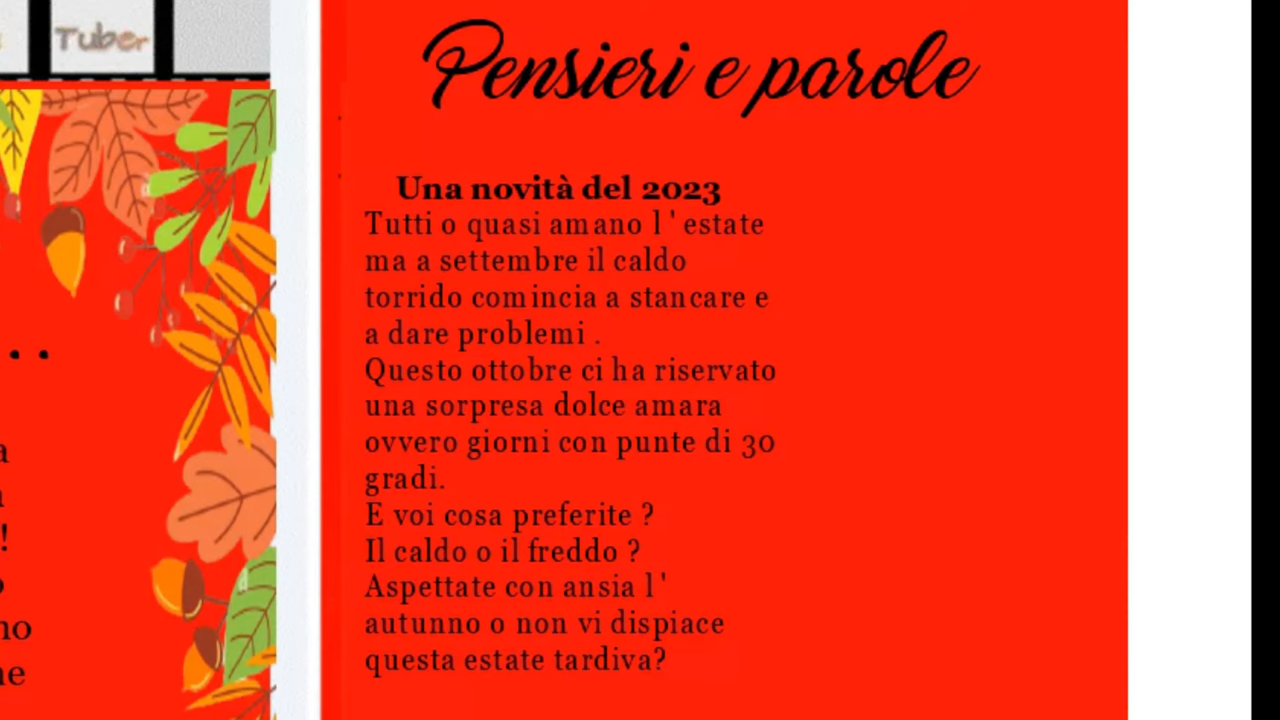 Tuber
Pensieri e parole
Una novità del 2023
Tutti o quasi amano l ' estate
ma a settembre il caldo
torrido comincia a stancare e
a dare problemi .
Questo ottobre ci ha riservato
una sorpresa dolce amara
ovvero giorni con punte di 30
gradi.
E voi cosa preferite ?
Il caldo o il freddo ?
Aspettate con ansia l '
autunno o non vi dispiace
questa estate tardiva?